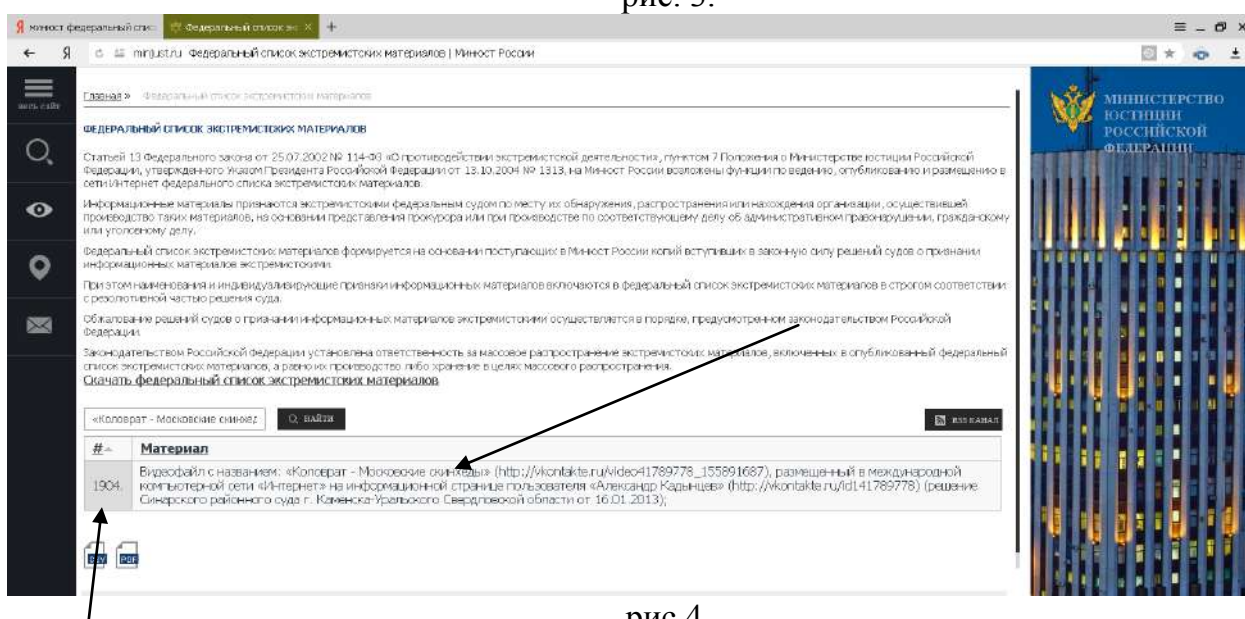 рис. 3.
минюст федеральный спис
Федеральный список эк
minjust.ru Федеральный список экстремистских материалов | Минюст России
весь сайт
Главная » Федеральный список экстремистских материалов
ФЕДЕРАЛЬНЫЙ СПИСОК ЭКСТРЕМИСТСКИХ МАТЕРИАЛОВ
Статьей 13 Федерального закона от 25.07.2002 № 114-ФЗ «О противодействии экстремистской деятельности», пунктом 7 Положения о Министерстве юстиции Российской
Федерации, утвержденного Указом Президента Российской Федерации от 13.10.2004 № 1313, на Минюст России возложены функции по ведению, опубликованию и размещению в
сети Интернет федерального списка экстремистских материалов.
Информационные материалы признаются экстремистскими федеральным судом по месту их обнаружения, распространения или нахождения организации, осуществившей
производство таких материалов, на основании представления прокурора или при производстве по соответствующему делу об административном правонарушении, гражданскому
или уголовному делу.
Федеральный список экстремистских материалов формируется на основании поступающих в Минюст России копий вступивших в законную силу решений судов о признании
информационных материалов экстремистскими.
При этом наименования и индивидуализирующие признаки информационных материалов включаются в федеральный список экстремистских материалов в строгом соответствии
с резолютивной частью решения суда.
Обжалование решений судов о признании информационных материалов экстремистскими осуществляется в порядке, предусмотренном законодательством Российской
Федерации.
Законодательством Российской Федерации установлена ответственность за массовое распространение экстремистских материалов, включенных в опубликованный федеральный
список экстремистских материалов, а равно их производство либо хранение в целях массового распространения.
Скачать федеральный список экстремистских материалов
«Коловрат - Московские скинхед НАЙТИ RSS КАНАЛ
# Материал
1904. Видеофайл с названием: «Коловрат - Московские скинхеды» (http://vkontakte.ru/video41789778_155891687), размещенный в международной
компьютерной сети «Интернет» на информационной странице пользователя «Александр Кадынцев» (http://vkontakte.ru/id141789778) (решение
Синарского районного суда г. Каменска-Уральского Свердловской области от 16.01.2013);
CSV PDF
МИНИСТЕРСТВО
ЮСТИЦИИ
РОССИЙСКОЙ
ФЕДЕРАЦИИ
рис 4